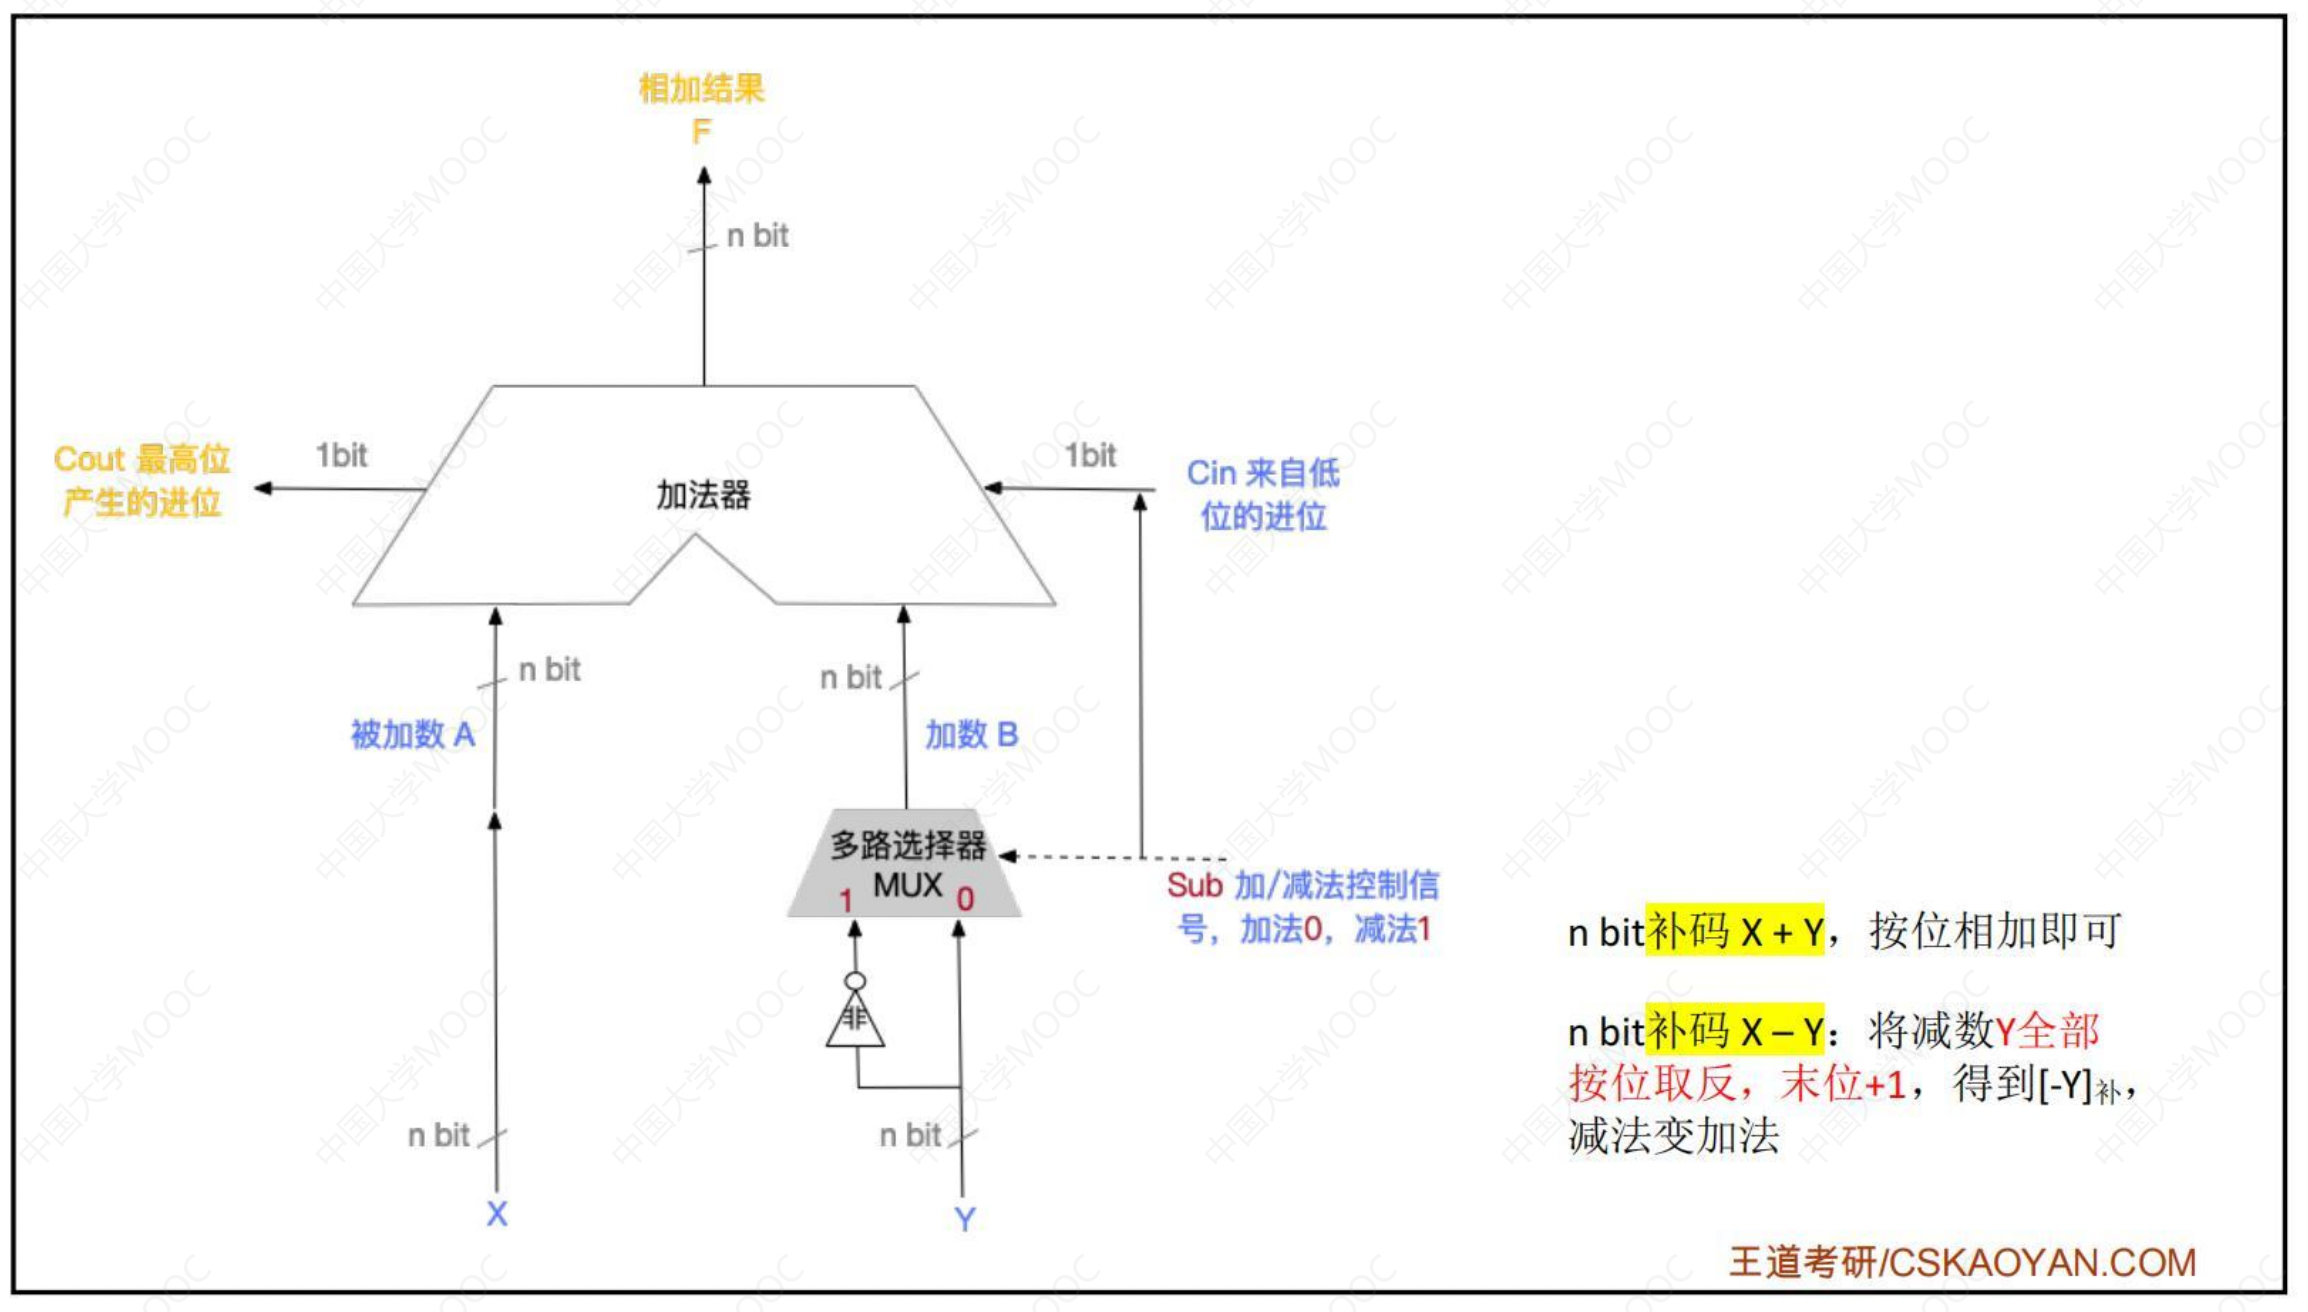 相加结果
F
n bit
Cout 最高位
产生的进位
1bit
加法器
1bit
Cin 来自低
位的进位
n bit
被加数 A
n bit
加数 B
多路选择器
MUX
1
0
Sub 加/减法控制信
号，加法0，减法1
非
n bit
X
n bit
Y
n bit补码 X + Y，按位相加即可
n bit补码 X – Y：将减数Y全部
按位取反，末位+1，得到[-Y]补，
减法变加法
王道考研/CSKAOYAN.COM
中国大学MOOC